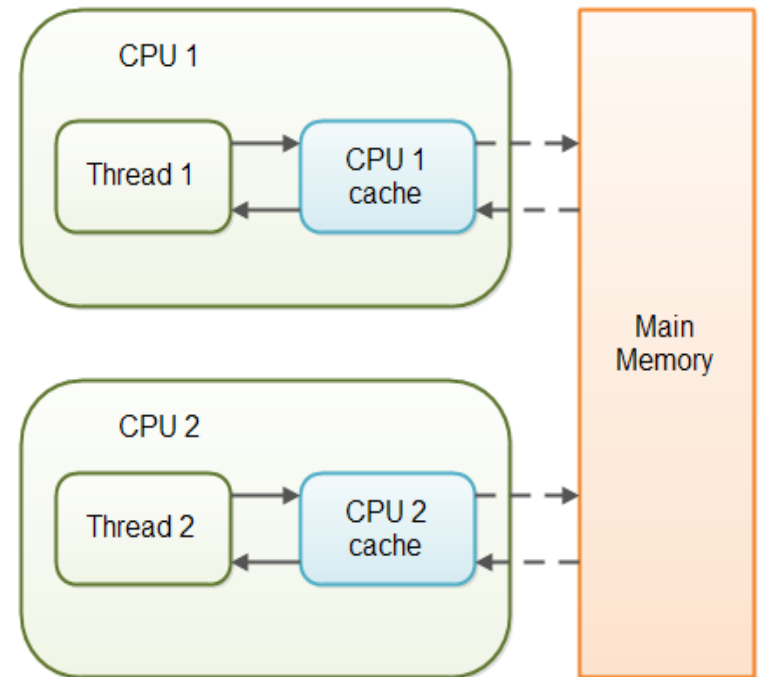 CPU 1
Thread 1
CPU 1
cache
Main
Memory
CPU 2
Thread 2
CPU 2
cache